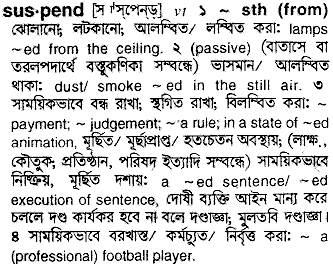 sus·pend [সাˈস্পেন্ড্] vt ১ ~ sth (from)
ঝোলানো; লটকানো; আলম্বিত/ লম্বিত করা: lamps
~ed from the ceiling. ২ (passive) (বাতাসে বা
তরলপদার্থে বস্তুকণিকা সম্বন্ধে) ভাসমান/ আলম্বিত
থাকা: dust/ smoke ~ed in the still air. ৩
সাময়িকভাবে বন্ধ রাখা; স্থগিত রাখা; বিলম্বিত করা: ~
payment; ~ judgement; ~ a rule; in a state of ~ed
animation, মূর্ছিত/ মূর্ছাপ্রাপ্ত/ হতচেতন অবস্থায়; (লাক্ষ.,
কৌতুক; প্রতিষ্ঠান, পরিষদ ইত্যাদি সম্বন্ধে) সাময়িকভাবে
নিষ্ক্রিয়, মূর্ছিত দশায়: a ~ed sentence/ ~ed
execution of sentence, দোষী ব্যক্তি আইন মান্য করে
চললে দণ্ড কার্যকর হবে না বলে দণ্ডাজ্ঞা; মুলতবি দণ্ডাজ্ঞা।
৪ সাময়িকভাবে বরখাস্ত/ কর্মচ্যুত/ নির্বৃত্ত করা: ~ a
(professional) football player.